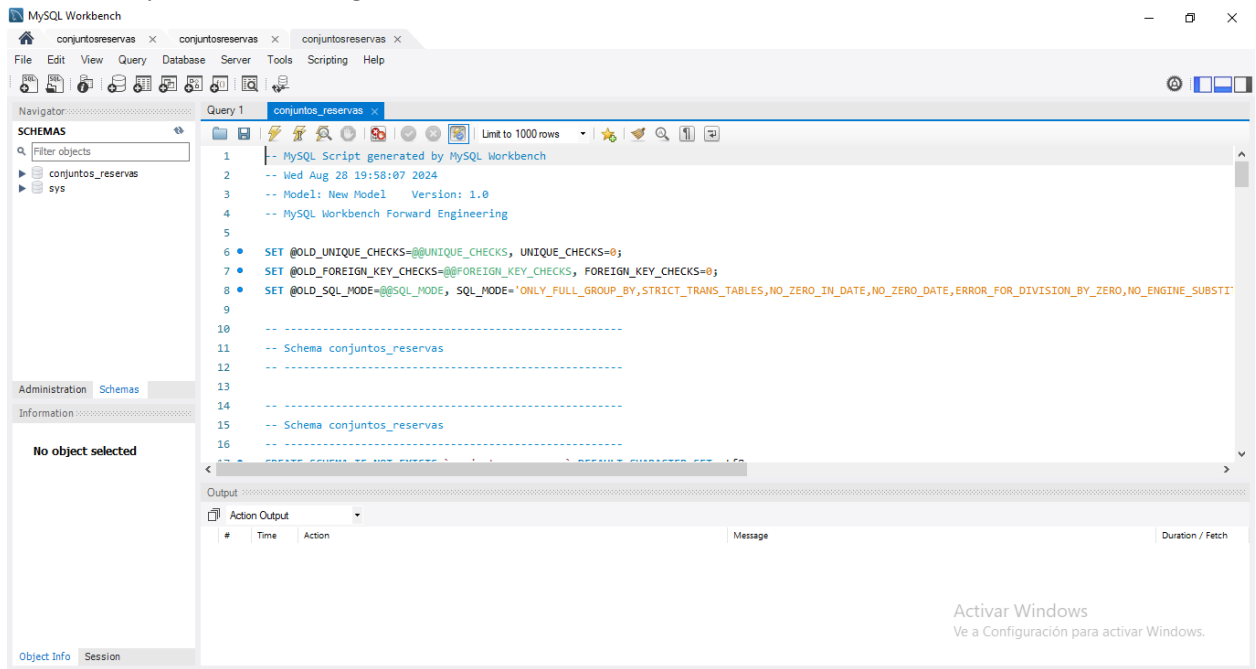 MySQL Workbench
conjuntosreservas conjuntosreservas conjuntosreservas
File Edit View Query Database Server Tools Scripting Help
Navigator
SCHEMAS
Filter objects
conjuntos_reservas
sys
Administration Schemas
Information
No object selected
Object Info Session
Query 1 conjuntos_reservas
Limit to 1000 rows
1 -- MySQL Script generated by MySQL Workbench
2 -- Wed Aug 28 19:58:07 2024
3 -- Model: New Model    Version: 1.0
4 -- MySQL Workbench Forward Engineering
5
6 SET @OLD_UNIQUE_CHECKS=@@UNIQUE_CHECKS, UNIQUE_CHECKS=0;
7 SET @OLD_FOREIGN_KEY_CHECKS=@@FOREIGN_KEY_CHECKS, FOREIGN_KEY_CHECKS=0;
8 SET @OLD_SQL_MODE=@@SQL_MODE, SQL_MODE='ONLY_FULL_GROUP_BY,STRICT_TRANS_TABLES,NO_ZERO_IN_DATE,NO_ZERO_DATE,ERROR_FOR_DIVISION_BY_ZERO,NO_ENGINE_SUBSTI
9
10 -- -----------------------------------------------------
11 -- Schema conjuntos_reservas
12 -- -----------------------------------------------------
13
14 -- -----------------------------------------------------
15 -- Schema conjuntos_reservas
16 -- -----------------------------------------------------
Output
Action Output
# Time Action Message Duration / Fetch
Activar Windows
Ve a Configuración para activar Windows.